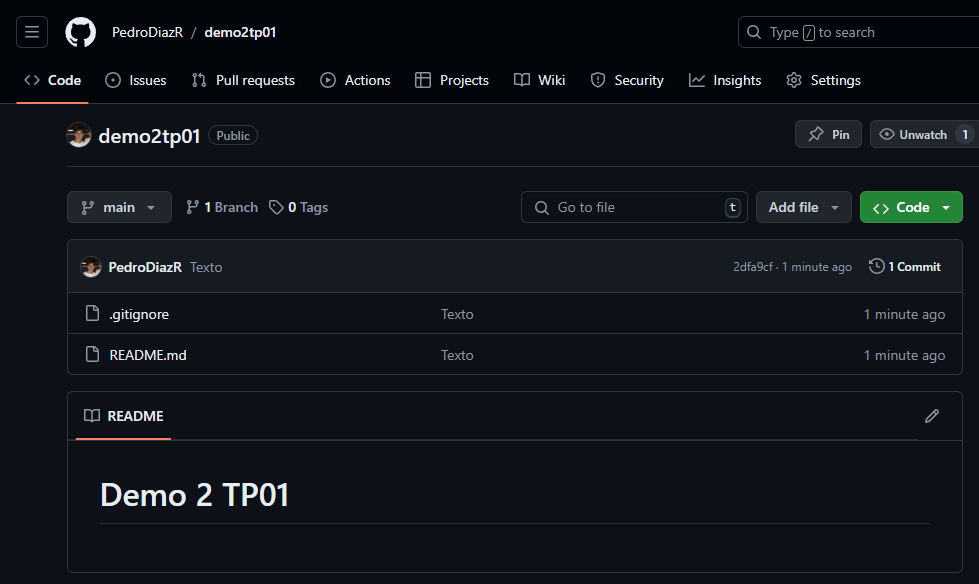 PedroDiazR / demo2tp01
Type / to search
Code Issues Pull requests Actions Projects Wiki Security Insights Settings
demo2tp01 Public
Pin
Unwatch 1
main
1 Branch
0 Tags
Go to file t
Add file
Code
PedroDiazR Texto 2dfa9cf · 1 minute ago 1 Commit
.gitignore Texto 1 minute ago
README.md Texto 1 minute ago
README
Demo 2 TP01